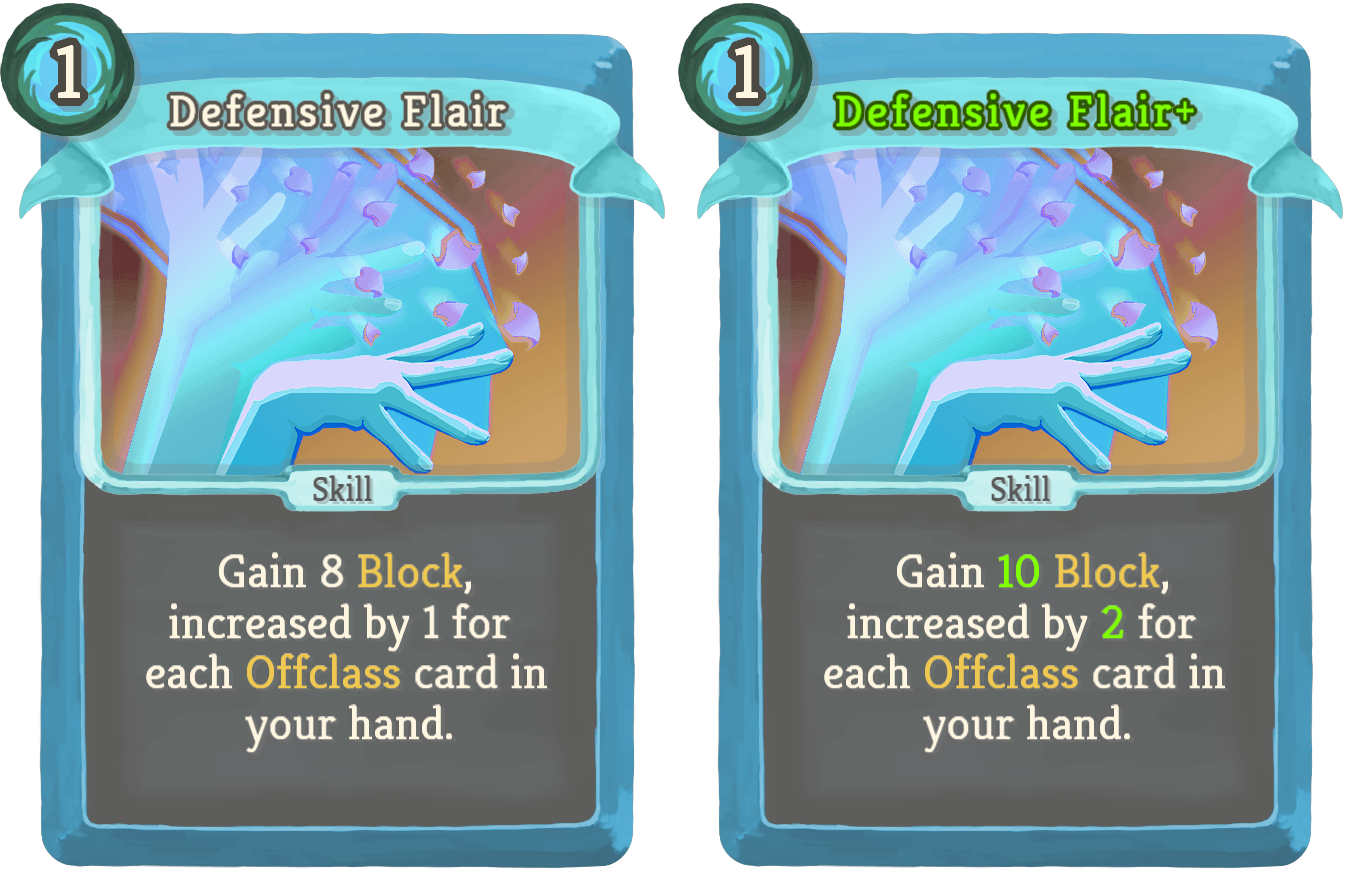 1
Defensive Flair
Skill
Gain 8 Block,
increased by 1 for
each Offclass card in
your hand.
1
Defensive Flair+
Skill
Gain 10 Block,
increased by 2 for
each Offclass card in
your hand.